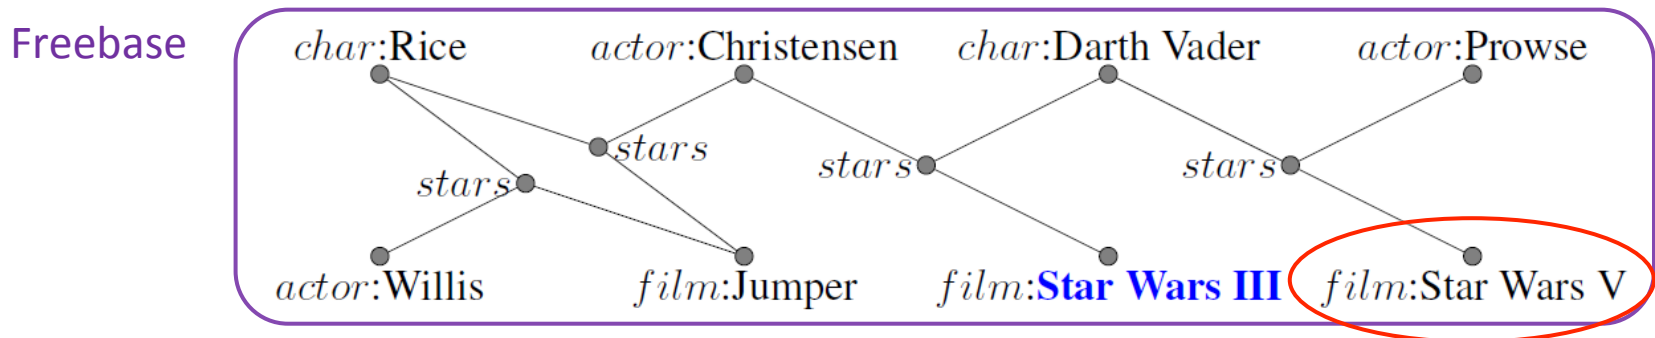 Freebase
char:Rice
actor:Christensen
char:Darth Vader
actor:Prowse
stars
stars
stars
stars
actor:Willis
film:Jumper
film:Star Wars III
film:Star Wars V